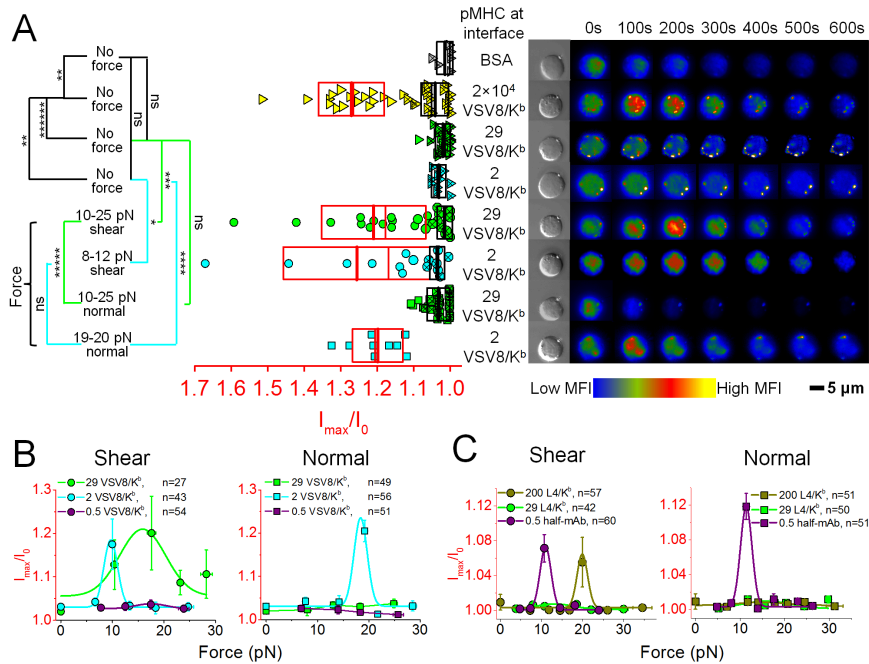 A
pMHC at
interface
0s 100s 200s 300s 400s 500s 600s
No
force
BSA
No
force
2×10⁴
VSV8/Kᵇ
No
force
29
VSV8/Kᵇ
No
force
2
VSV8/Kᵇ
10-25 pN
shear
29
VSV8/Kᵇ
8-12 pN
shear
2
VSV8/Kᵇ
10-25 pN
normal
29
VSV8/Kᵇ
19-20 pN
normal
2
VSV8/Kᵇ
Force
**
*******
**
ns
ns
***
*
ns
******
ns
****
1.7 1.6 1.5 1.4 1.3 1.2 1.1 1.0
Imax/I0
Low MFI
High MFI
5 µm
B
Shear
Normal
29 VSV8/Kᵇ, n=27
2 VSV8/Kᵇ, n=43
0.5 VSV8/Kᵇ, n=54
29 VSV8/Kᵇ, n=49
2 VSV8/Kᵇ, n=56
0.5 VSV8/Kᵇ, n=51
Imax/I0
1.3
1.2
1.1
1.0
0 10 20 30
1.3
1.2
1.1
1.0
0 10 20 30
Force (pN)
C
Shear
Normal
200 L4/Kᵇ, n=57
29 L4/Kᵇ, n=42
0.5 half-mAb, n=60
200 L4/Kᵇ, n=51
29 L4/Kᵇ, n=50
0.5 half-mAb, n=51
Imax/I0
1.12
1.08
1.04
1.00
0 10 20 30
1.12
1.08
1.04
1.00
0 10 20 30
Force (pN)